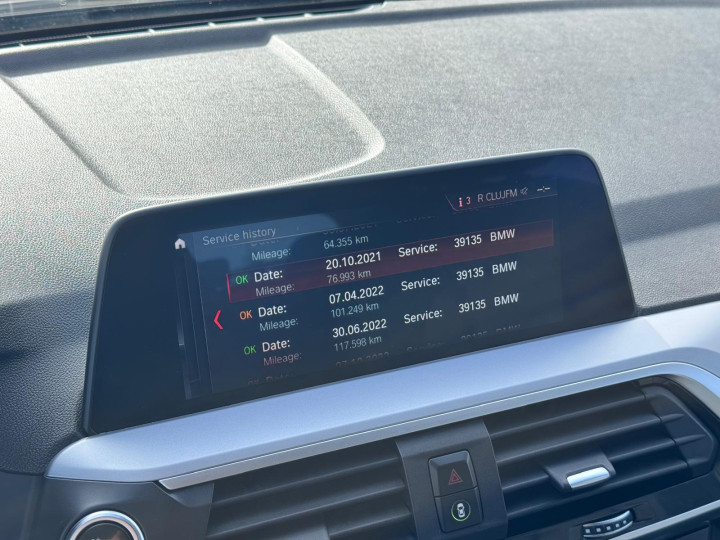 i 3 R CLUJFM --:--
Service history
Mileage: 64.355 km
OK Date: 20.10.2021 Service: 39135 BMW
Mileage: 76.993 km
OK Date: 07.04.2022 Service: 39135 BMW
Mileage: 101.249 km
OK Date: 30.06.2022 Service: 39135 BMW
Mileage: 117.598 km